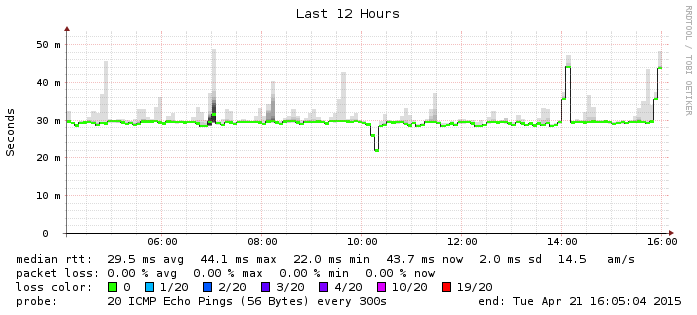 Last 12 Hours
RRDTOOL / TOBI OETIKER
Seconds
50 m
40 m
30 m
20 m
10 m
0
06:00 08:00 10:00 12:00 14:00 16:00
median rtt: 29.5 ms avg 44.1 ms max 22.0 ms min 43.7 ms now 2.0 ms sd 14.5 am/s
packet loss: 0.00 % avg 0.00 % max 0.00 % min 0.00 % now
loss color: 0 1/20 2/20 3/20 4/20 10/20 19/20
probe: 20 ICMP Echo Pings (56 Bytes) every 300s end: Tue Apr 21 16:05:04 2015